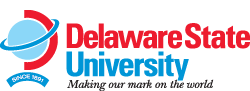 Delaware State
University
Making our mark on the world
SINCE 1891